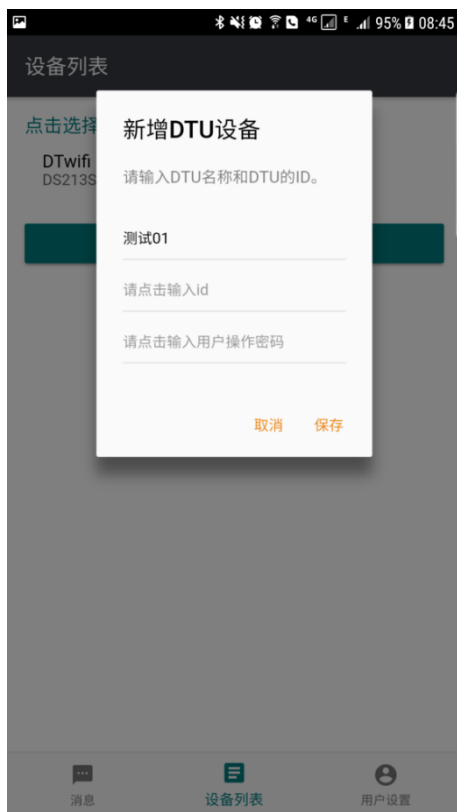 4G E 95% 08:45
设备列表
点击选择
新增DTU设备
DTwifi
DS213S
请输入DTU名称和DTU的ID。
测试01
请点击输入id
请点击输入用户操作密码
取消 保存
消息 设备列表 用户设置